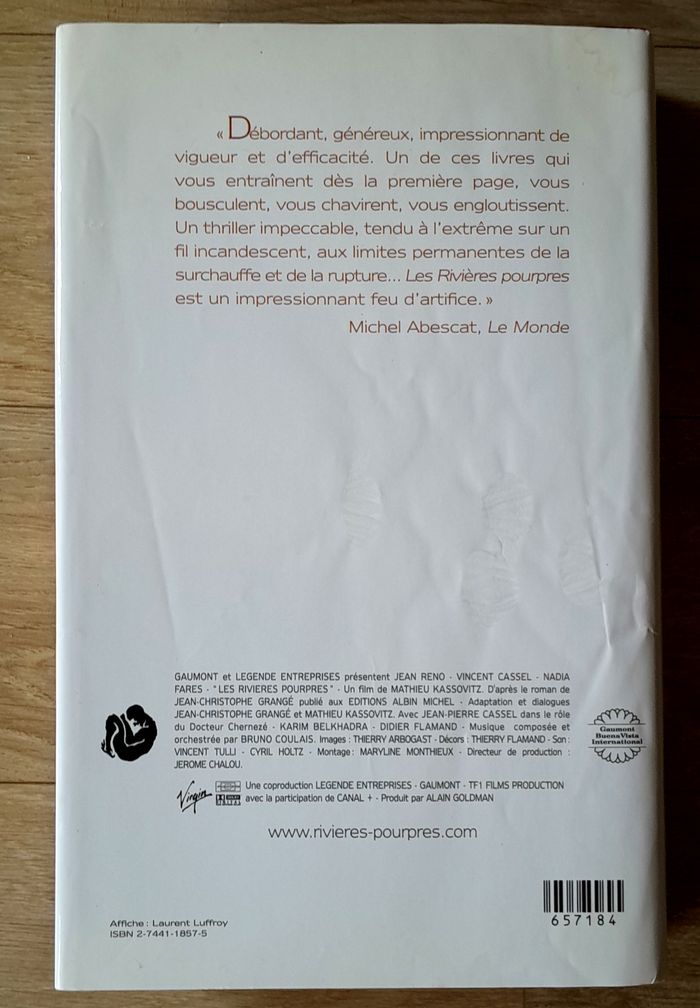 « Débordant, généreux, impressionnant de
vigueur et d'efficacité. Un de ces livres qui
vous entraînent dès la première page, vous
bousculent, vous chavirent, vous engloutissent.
Un thriller impeccable, tendu à l'extrême sur un
fil incandescent, aux limites permanentes de la
surchauffe et de la rupture... Les Rivières pourpres
est un impressionnant feu d'artifice. »
Michel Abescat, Le Monde
GAUMONT et LEGENDE ENTREPRISES présentent JEAN RENO · VINCENT CASSEL · NADIA
FARES · "LES RIVIERES POURPRES" · Un film de MATHIEU KASSOVITZ. D'après le roman de
JEAN-CHRISTOPHE GRANGÉ publié aux EDITIONS ALBIN MICHEL · Adaptation et dialogues
JEAN-CHRISTOPHE GRANGÉ et MATHIEU KASSOVITZ. Avec JEAN-PIERRE CASSEL dans le rôle
du Docteur Chernezé · KARIM BELKHADRA · DIDIER FLAMAND · Musique composée et
orchestrée par BRUNO COULAIS. Images : THIERRY ARBOGAST · Décors : THIERRY FLAMAND · Son :
VINCENT TULLI · CYRIL HOLTZ · Montage : MARYLINE MONTHIEUX · Directeur de production :
JEROME CHALOU.
Gaumont
Buena Vista
International
Virgin
Une coproduction LEGENDE ENTREPRISES · GAUMONT · TF1 FILMS PRODUCTION
avec la participation de CANAL + · Produit par ALAIN GOLDMAN
www.rivieres-pourpres.com
657184
Affiche : Laurent Luffroy
ISBN 2-7441-1857-5